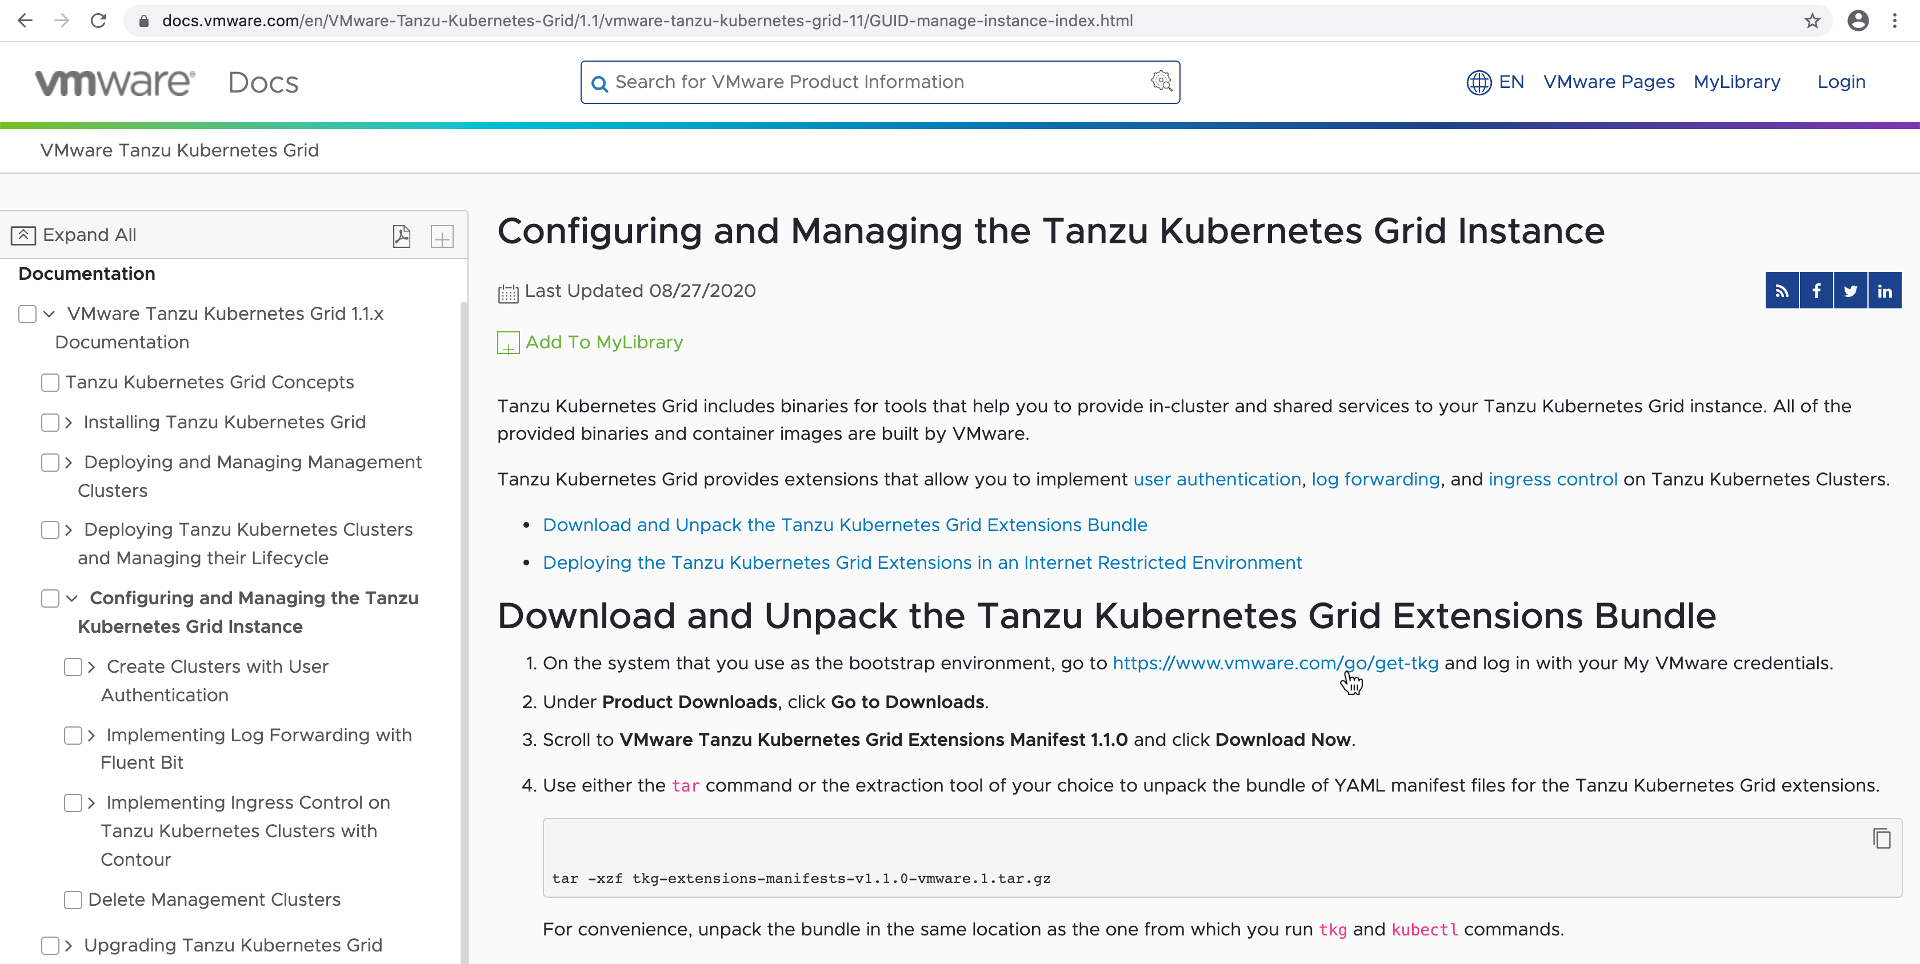 docs.vmware.com/en/VMware-Tanzu-Kubernetes-Grid/1.1/vmware-tanzu-kubernetes-grid-11/GUID-manage-instance-index.html
vmware® Docs
Search for VMware Product Information
EN VMware Pages MyLibrary Login
VMware Tanzu Kubernetes Grid
Expand All
Documentation
VMware Tanzu Kubernetes Grid 1.1.x
Documentation
Tanzu Kubernetes Grid Concepts
Installing Tanzu Kubernetes Grid
Deploying and Managing Management
Clusters
Deploying Tanzu Kubernetes Clusters
and Managing their Lifecycle
Configuring and Managing the Tanzu
Kubernetes Grid Instance
Create Clusters with User
Authentication
Implementing Log Forwarding with
Fluent Bit
Implementing Ingress Control on
Tanzu Kubernetes Clusters with
Contour
Delete Management Clusters
Upgrading Tanzu Kubernetes Grid
Configuring and Managing the Tanzu Kubernetes Grid Instance
Last Updated 08/27/2020
Add To MyLibrary
Tanzu Kubernetes Grid includes binaries for tools that help you to provide in-cluster and shared services to your Tanzu Kubernetes Grid instance. All of the
provided binaries and container images are built by VMware.
Tanzu Kubernetes Grid provides extensions that allow you to implement user authentication, log forwarding, and ingress control on Tanzu Kubernetes Clusters.
• Download and Unpack the Tanzu Kubernetes Grid Extensions Bundle
• Deploying the Tanzu Kubernetes Grid Extensions in an Internet Restricted Environment
Download and Unpack the Tanzu Kubernetes Grid Extensions Bundle
1. On the system that you use as the bootstrap environment, go to https://www.vmware.com/go/get-tkg and log in with your My VMware credentials.
2. Under Product Downloads, click Go to Downloads.
3. Scroll to VMware Tanzu Kubernetes Grid Extensions Manifest 1.1.0 and click Download Now.
4. Use either the tar command or the extraction tool of your choice to unpack the bundle of YAML manifest files for the Tanzu Kubernetes Grid extensions.
tar -xzf tkg-extensions-manifests-v1.1.0-vmware.1.tar.gz
For convenience, unpack the bundle in the same location as the one from which you run tkg and kubectl commands.